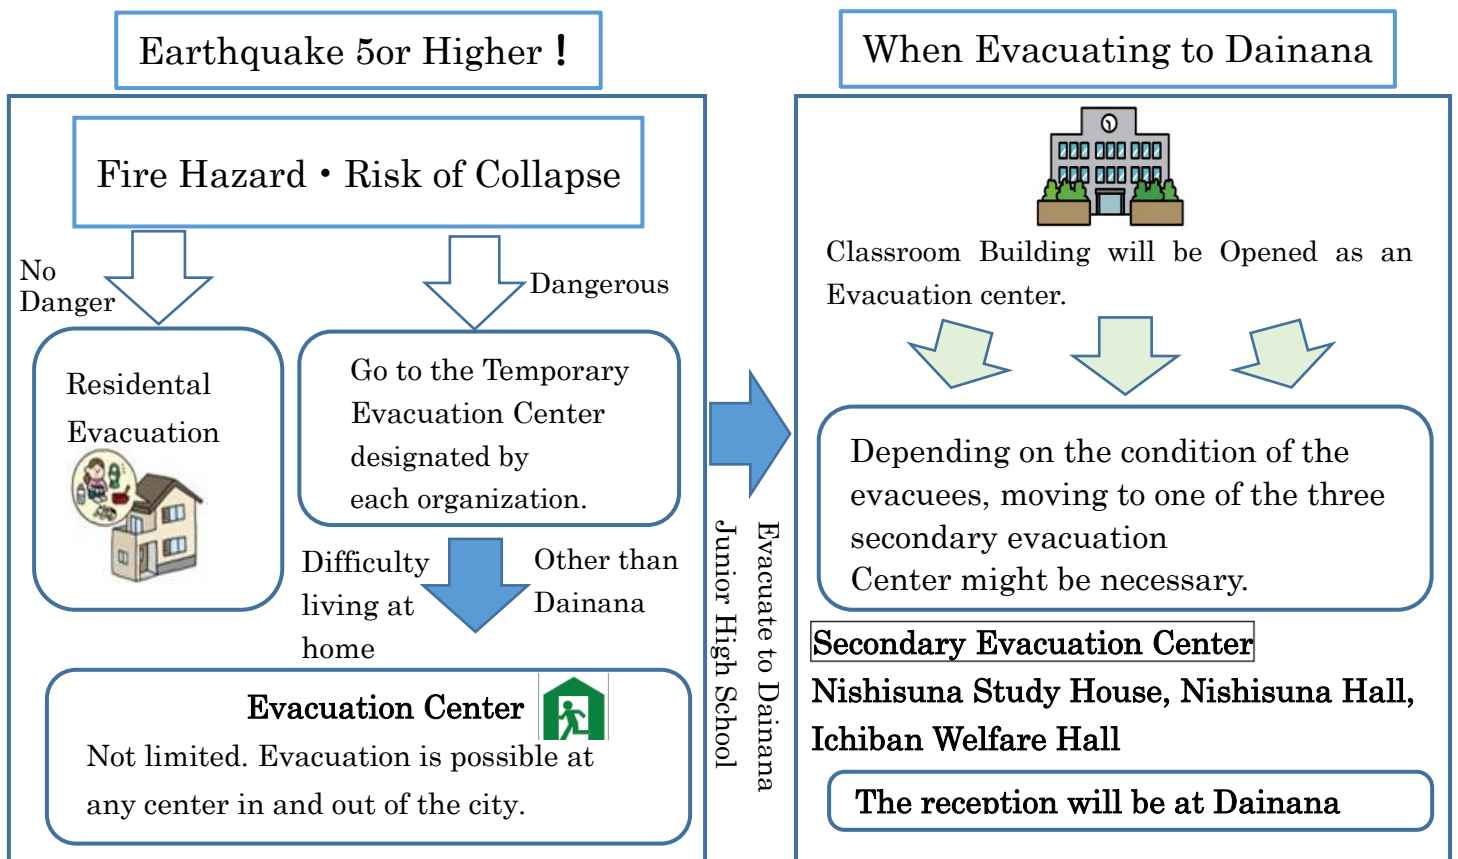 Earthquake 5or Higher！
Fire Hazard・Risk of Collapse
No
Danger
Dangerous
Residental
Evacuation
Go to the Temporary
Evacuation Center
designated by
each organization.
Difficulty
living at
home
Other than
Dainana
Evacuation Center
Not limited. Evacuation is possible at
any center in and out of the city.
Evacuate to Dainana
Junior High School
When Evacuating to Dainana
Classroom Building will be Opened as an
Evacuation center.
Depending on the condition of the
evacuees, moving to one of the three
secondary evacuation
Center might be necessary.
Secondary Evacuation Center
Nishisuna Study House, Nishisuna Hall,
Ichiban Welfare Hall
The reception will be at Dainana